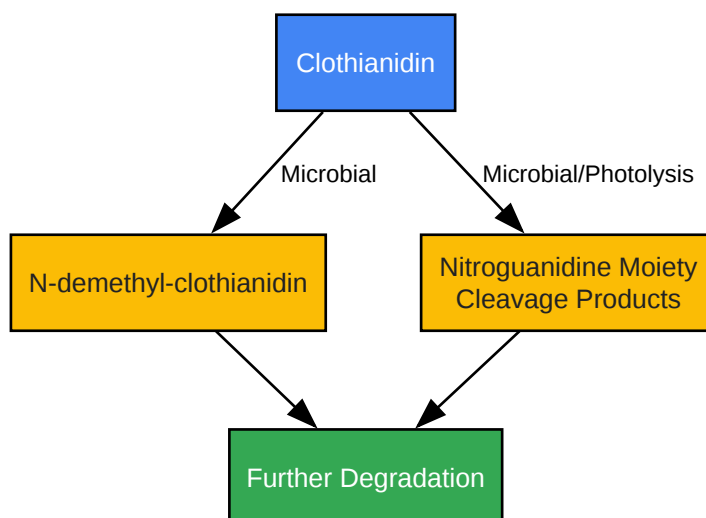 Clothianidin
Microbial
Microbial/Photolysis
N-demethyl-clothianidin
Nitroguanidine Moiety
Cleavage Products
Further Degradation